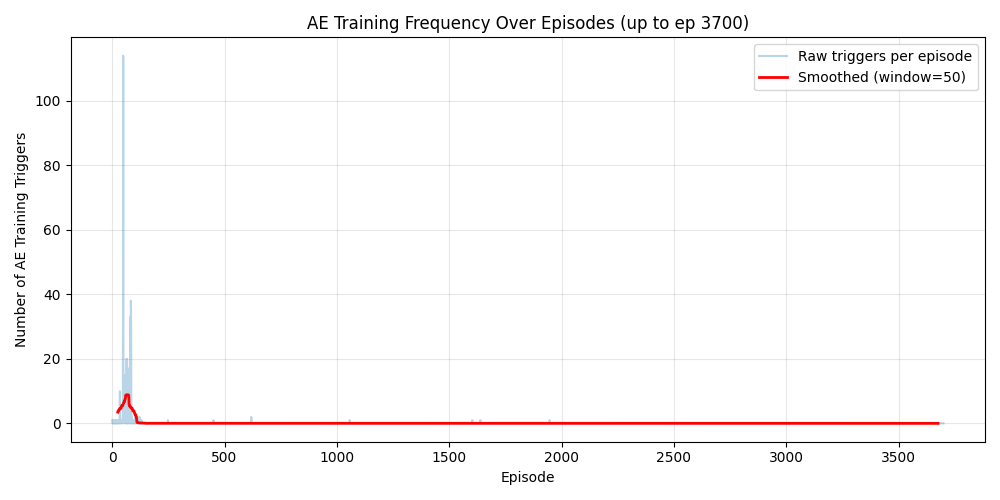 AE Training Frequency Over Episodes (up to ep 3700)
Raw triggers per episode
Smoothed (window=50)
Number of AE Training Triggers
100
80
60
40
20
0
0 500 1000 1500 2000 2500 3000 3500
Episode